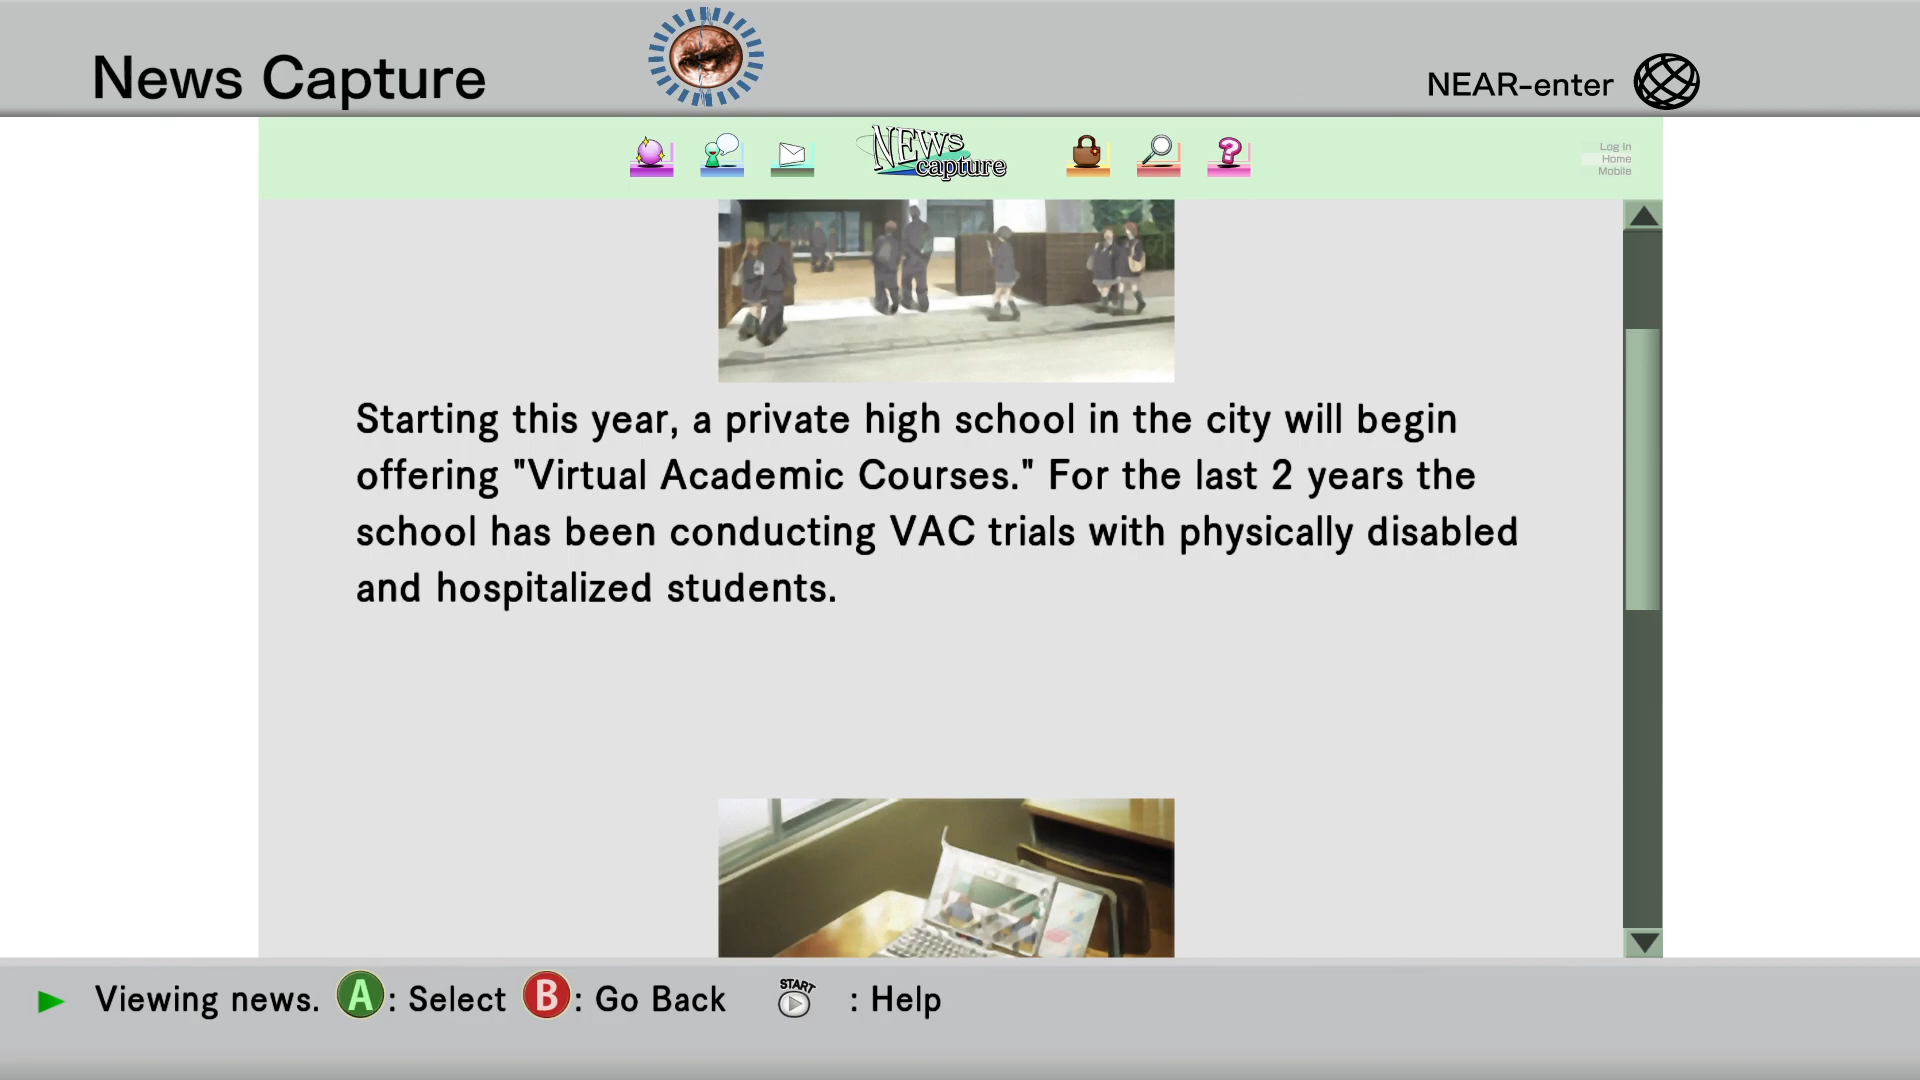 News Capture
NEAR-enter
NEWS
capture
Log In
Home
Mobile
Starting this year, a private high school in the city will begin
offering "Virtual Academic Courses." For the last 2 years the
school has been conducting VAC trials with physically disabled
and hospitalized students.
Viewing news. A : Select B : Go Back START : Help